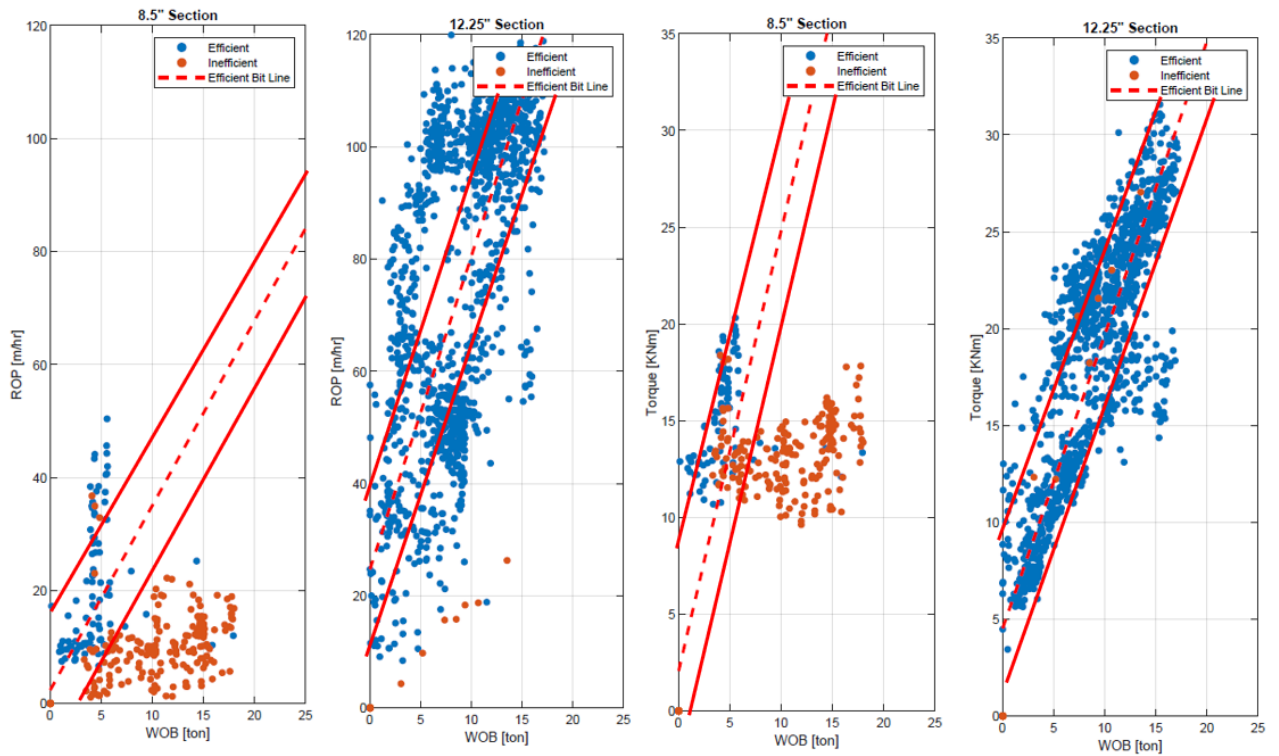 8.5" Section
120
100
80
60
40
20
0
ROP [m/hr]
Efficient
Inefficient
Efficient Bit Line
0 5 10 15 20 25
WOB [ton]
12.25" Section
120
100
80
60
40
20
0
ROP [m/hr]
Efficient
Inefficient
Efficient Bit Line
0 5 10 15 20 25
WOB [ton]
8.5" Section
35
30
25
20
15
10
5
0
Torque [KNm]
Efficient
Inefficient
Efficient Bit Line
0 5 10 15 20 25
WOB [ton]
12.25" Section
35
30
25
20
15
10
5
0
Torque [KNm]
Efficient
Inefficient
Efficient Bit Line
0 5 10 15 20 25
WOB [ton]